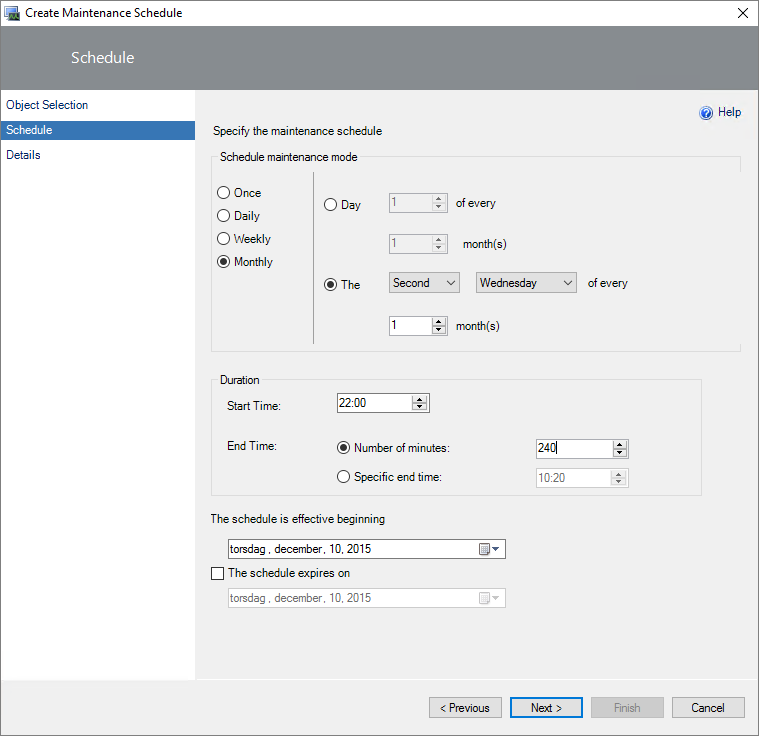 Create Maintenance Schedule
Schedule
Object Selection
Schedule
Details
Help
Specify the maintenance schedule
Schedule maintenance mode
Once
Daily
Weekly
Monthly
Day 1 of every
1 month(s)
The Second Wednesday of every
1 month(s)
Duration
Start Time: 22:00
End Time: Number of minutes: 240
Specific end time: 10:20
The schedule is effective beginning
torsdag , december, 10, 2015
The schedule expires on
torsdag , december, 10, 2015
< Previous Next > Finish Cancel